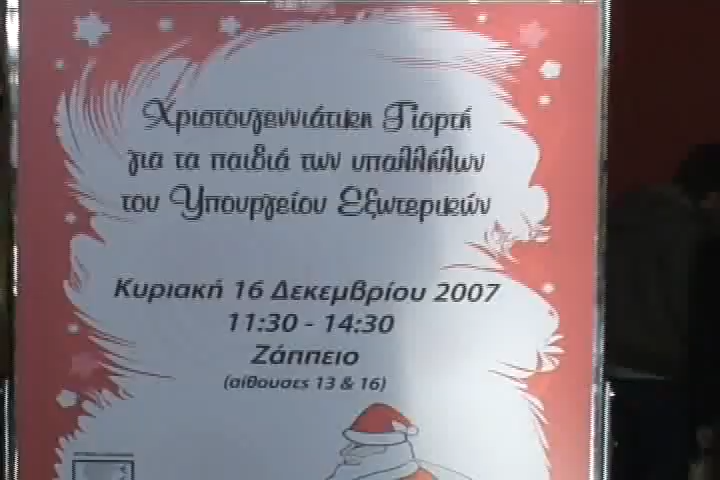 Χριστουγεννιάτικη Γιορτή
για τα παιδιά των υπαλλήλων
του Υπουργείου Εξωτερικών
Κυριακή 16 Δεκεμβρίου 2007
11:30 - 14:30
Ζάππειο
(αίθουσες 13 & 16)